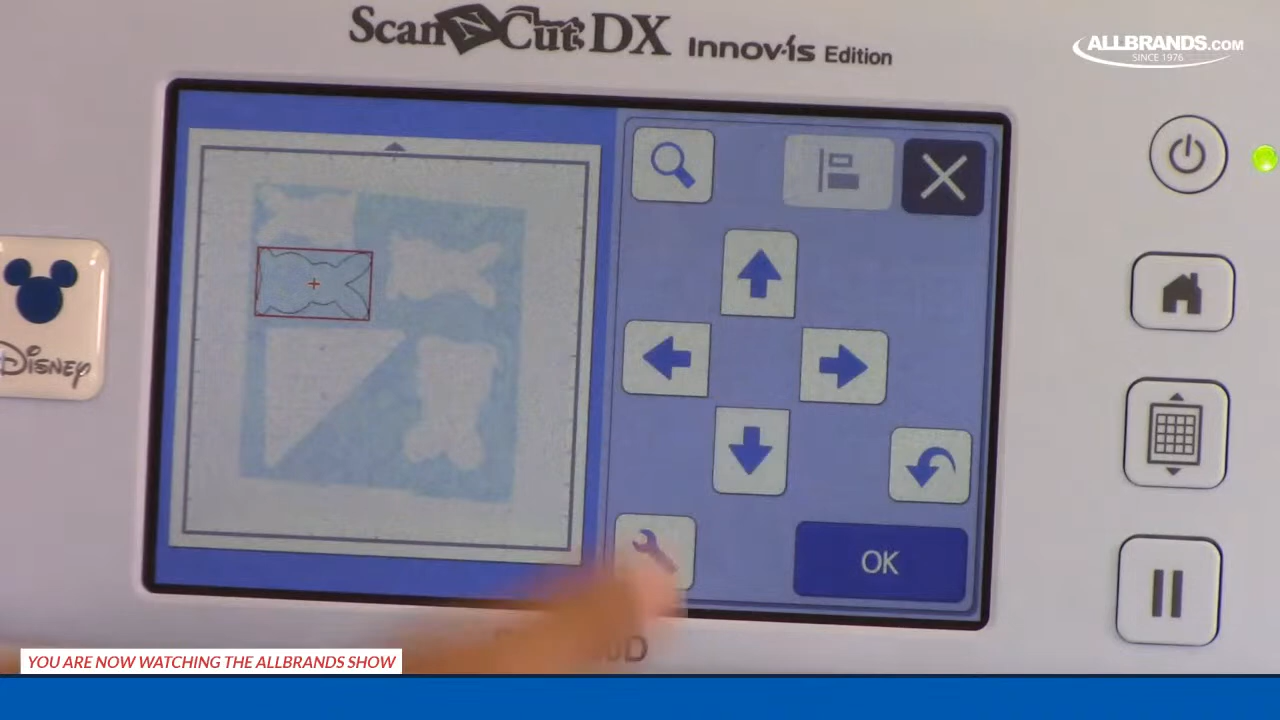 ScanNCut DX Innov-is Edition
ALLBRANDS.COM
SINCE 1976
Disney
OK
YOU ARE NOW WATCHING THE ALLBRANDS SHOW